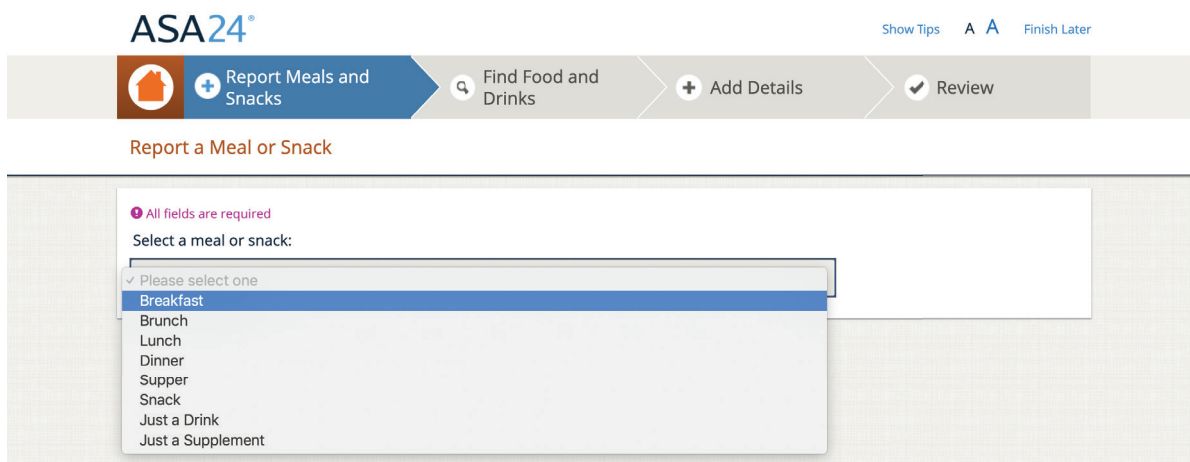 ASA24®
Show Tips A A Finish Later
Report Meals and
Snacks
Find Food and
Drinks
Add Details
Review
Report a Meal or Snack
All fields are required
Select a meal or snack:
Please select one
Breakfast
Brunch
Lunch
Dinner
Supper
Snack
Just a Drink
Just a Supplement